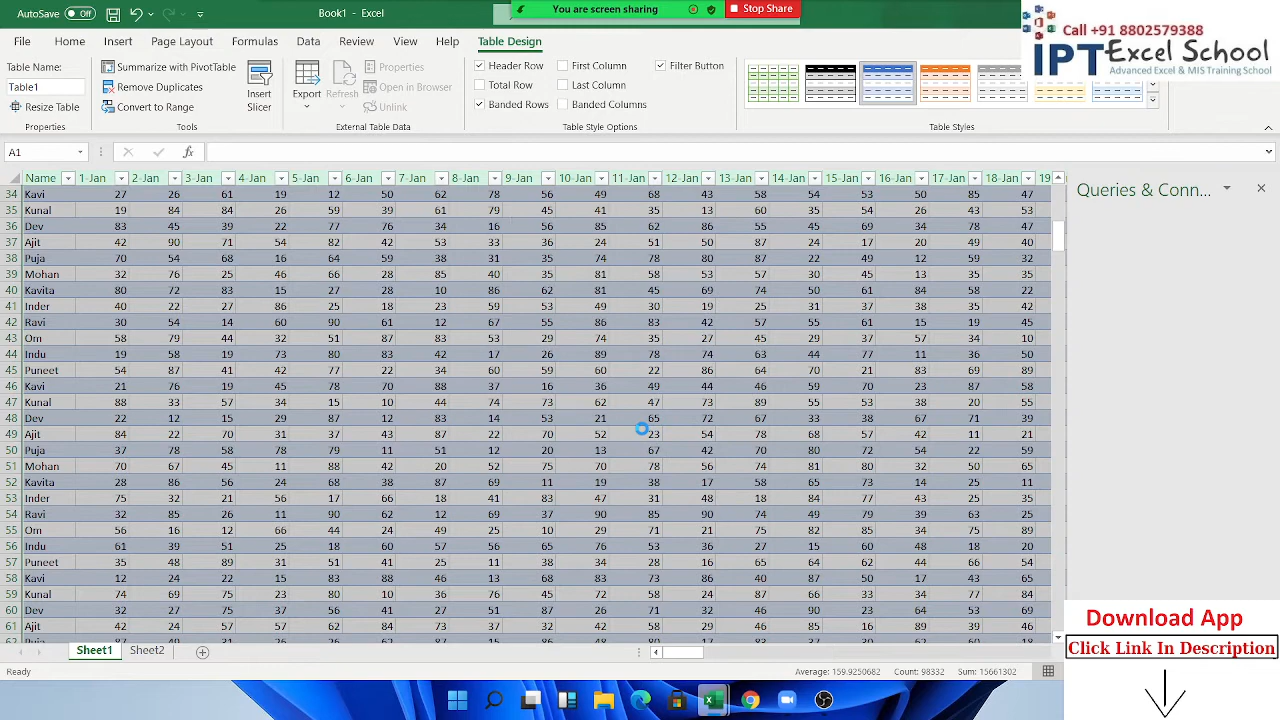 AutoSave Off Book1 - Excel You are screen sharing Stop Share
File Home Insert Page Layout Formulas Data Review View Help Table Design
Call +91 8802579388
IPT Excel School
Advanced Excel & MIS Training School
Table Name:
Table1
Resize Table
Properties
Summarize with PivotTable
Convert to Range
Tools
Insert Slicer
Export
Refresh
Properties
Open in Browser
Unlink
External Table Data
Header Row First Column Filter Button
Total Row Last Column
Banded Rows Banded Columns
Table Style Options
Table Styles
A1 fx
Queries & Conn...
Name 1-Jan 2-Jan 3-Jan 4-Jan 5-Jan 6-Jan 7-Jan 8-Jan 9-Jan 10-Jan 11-Jan 12-Jan 13-Jan 14-Jan 15-Jan 16-Jan 17-Jan 18-Jan 19
34 Kavi 27 26 61 19 12 50 62 78 56 49 68 43 58 54 53 50 85 47
35 Kunal 19 84 84 26 59 39 61 79 45 41 35 13 60 35 54 26 43 53
36 Dev 83 45 39 22 77 76 34 16 56 85 62 86 55 45 69 34 78 47
37 Ajit 42 90 71 54 82 42 53 33 36 24 51 50 87 24 17 20 49 40
38 Puja 70 54 68 16 64 59 38 31 35 74 78 80 87 22 49 12 59 32
39 Mohan 32 76 25 46 66 28 85 40 35 81 58 53 57 30 45 13 35 35
40 Kavita 80 72 83 15 27 57 10 86 62 81 45 69 74 50 61 84 58 22
41 Inder 40 22 27 86 25 18 23 59 53 49 30 19 25 31 37 38 35 42
42 Ravi 30 54 14 60 90 61 12 67 55 86 83 42 57 55 61 15 19 45
43 Om 58 79 44 32 51 87 83 53 29 74 35 27 45 29 37 57 34 10
44 Indu 19 58 19 73 80 83 42 17 26 89 78 74 63 44 77 11 36 50
45 Puneet 54 87 41 42 77 22 34 60 59 60 22 86 64 70 21 83 69 89
46 Kavi 21 76 19 45 78 70 88 37 16 36 49 44 46 59 70 23 87 58
47 Kunal 88 33 57 34 15 10 44 74 73 62 47 73 89 55 53 38 20 55
48 Dev 22 12 15 29 87 12 83 14 53 21 65 72 67 33 38 67 71 39
49 Ajit 84 22 70 31 37 43 87 22 70 52 23 54 78 68 57 42 11 21
50 Puja 37 78 58 78 79 11 51 12 20 13 67 42 70 80 72 54 22 59
51 Mohan 70 67 45 11 88 42 20 52 75 70 78 56 74 81 80 32 50 65
52 Kavita 28 86 56 24 68 38 87 69 11 19 38 17 58 65 73 14 25 11
53 Inder 75 32 21 56 17 66 18 41 83 47 31 48 18 84 77 43 25 35
54 Ravi 32 85 26 11 90 62 12 69 37 90 85 90 74 49 79 39 63 25
55 Om 56 16 12 66 44 24 49 25 10 29 71 21 75 82 85 34 75 89
56 Indu 61 39 51 25 18 60 57 56 65 76 53 36 27 15 60 48 18 20
57 Puneet 35 48 89 31 51 41 25 11 38 34 28 16 65 64 62 44 66 54
58 Kavi 12 24 22 15 83 88 46 13 68 83 73 86 40 87 50 17 43 65
59 Kunal 74 69 75 23 80 10 36 76 45 72 58 24 87 66 33 34 77 84
60 Dev 32 27 75 37 56 41 27 51 87 26 71 32 46 90 23 64 53 69
61 Ajit 42 24 57 57 62 84 41 32 65 58 29 46 85 16 89 39 46
Sheet1 Sheet2
Ready Average: 159.9250682 Count: 98332 Sum: 15661302
Download App
Click Link In Description